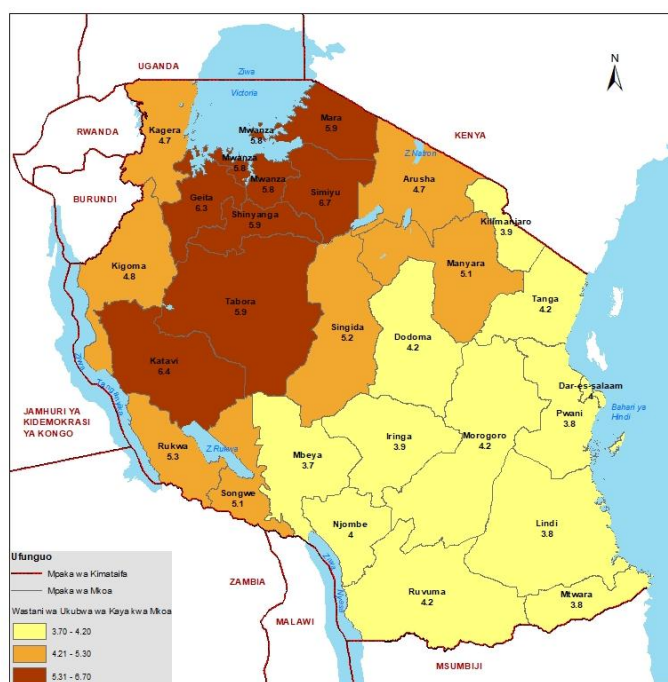 UGANDA
Ziwa
Victoria
N
KENYA
RWANDA
BURUNDI
Kagera
4.7
Mwanza
5.8
Mara
5.9
Mwanza
5.8
Mwanza
5.8
Z.Natron
Arusha
4.7
Geita
6.3
Simiyu
6.7
Shinyanga
5.9
Kilimanjaro
3.9
Kigoma
4.8
Manyara
5.1
Tabora
5.9
Tanga
4.2
Singida
5.2
Dodoma
4.2
Katavi
6.4
Ziwa
Tanganyika
Dar-es-salaam
4
Pwani
3.8
Bahari ya
Hindi
JAMHURI YA
KIDEMOKRASI
YA KONGO
Rukwa
5.3
Z.Rukwa
Mbeya
3.7
Iringa
3.9
Morogoro
4.2
Songwe
5.1
Njombe
4
Lindi
3.8
Ziwa
Nyasa
Ruvuma
4.2
Mtwara
3.8
ZAMBIA
MALAWI
MSUMBIJI
Ufunguo
Mpaka wa Kimataifa
Mpaka wa Mkoa
Wastani wa Ukubwa wa Kaya kwa Mkoa
3.70 - 4.20
4.21 - 5.30
5.31 - 6.70